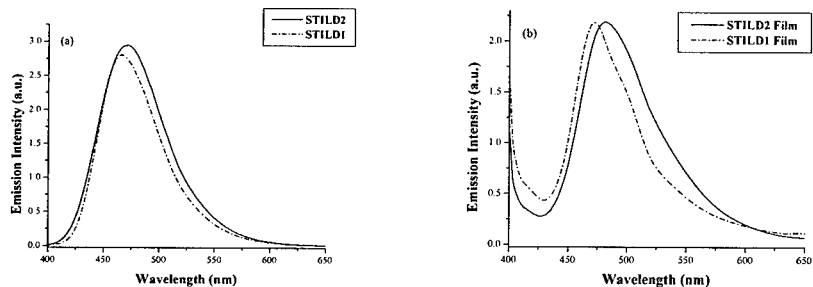 (a)
STILD2
STILD1
Emission Intensity (a.u.)
3.0
2.5
2.0
1.5
1.0
0.5
0.0
400 450 500 550 600 650
Wavelength (nm)
(b)
STILD2 Film
STILD1 Film
Emission Intensity (a.u.)
2.0
1.5
1.0
0.5
0.0
400 450 500 550 600 650
Wavelength (nm)